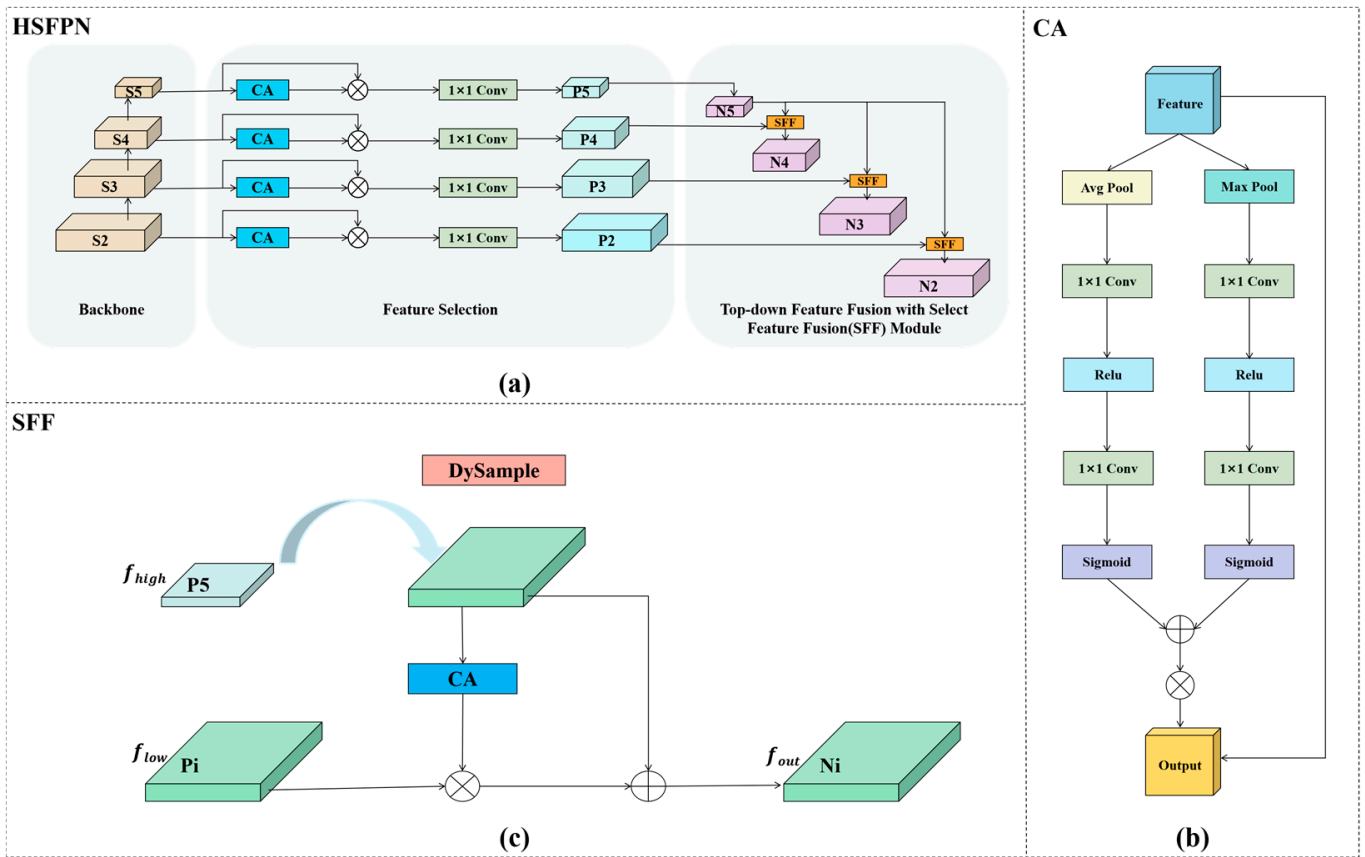 HSFPN
S5
CA
1×1 Conv
P5
N5
SFF
S4
CA
1×1 Conv
P4
N4
S3
CA
1×1 Conv
P3
SFF
N3
S2
CA
1×1 Conv
P2
SFF
N2
Backbone
Feature Selection
Top-down Feature Fusion with Select
Feature Fusion(SFF) Module
(a)
CA
Feature
Avg Pool
Max Pool
1×1 Conv
1×1 Conv
Relu
Relu
1×1 Conv
1×1 Conv
Sigmoid
Sigmoid
Output
(b)
SFF
DySample
f_high
P5
CA
f_low
Pi
f_out
Ni
(c)